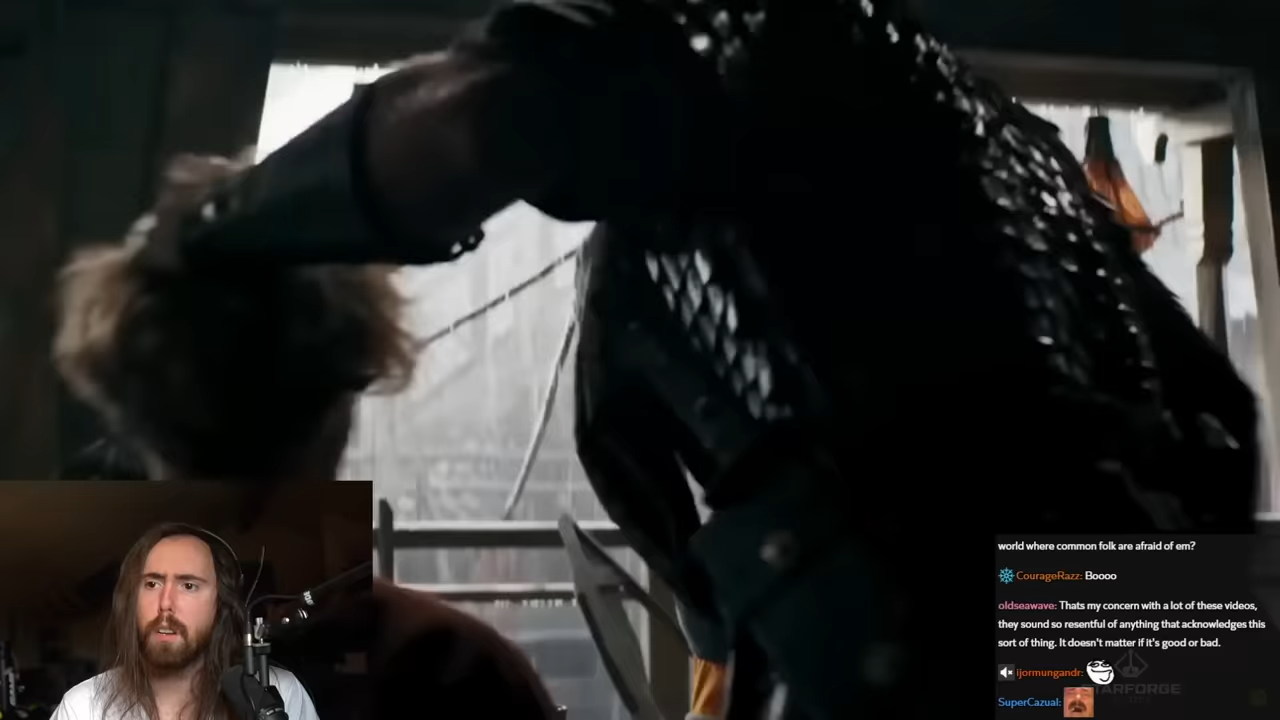 world where common folk are afraid of em?
CourageRazz: Boooo
oldseawave: Thats my concern with a lot of these videos,
they sound so resentful of anything that acknowledges this
sort of thing. It doesn't matter if it's good or bad.
ijormungandr:
STARFORGE
SuperCazual: